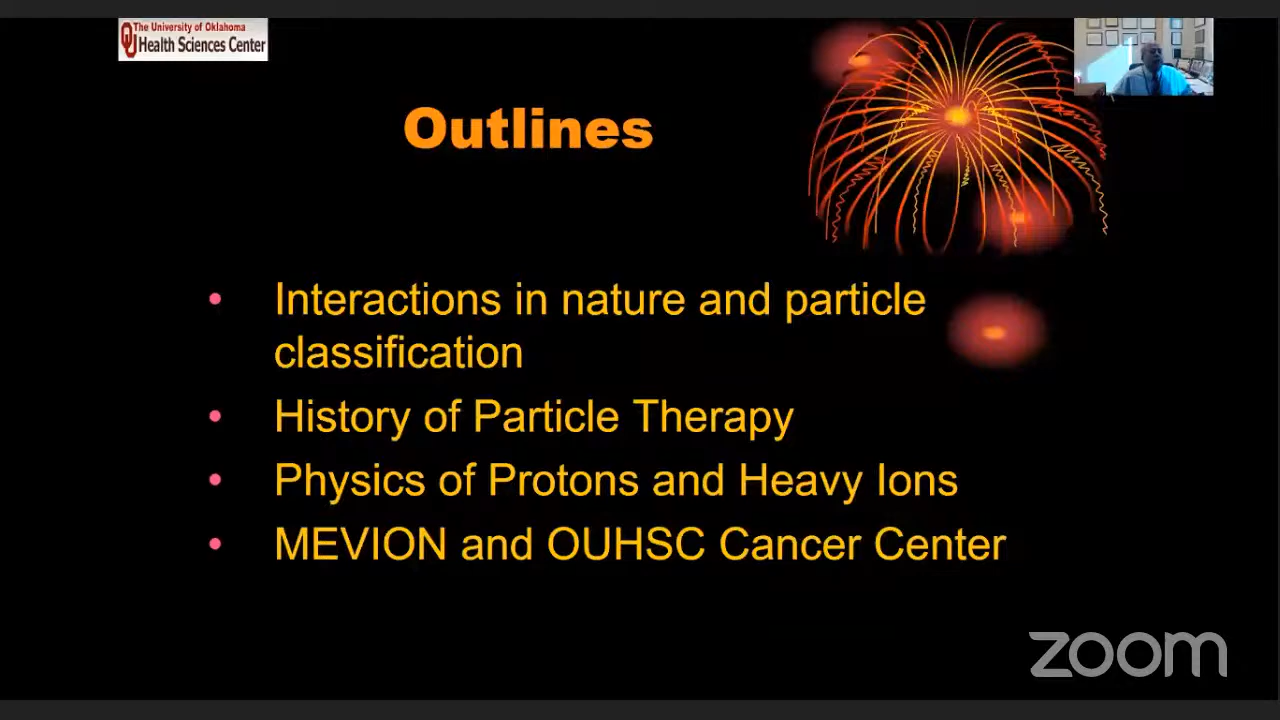 The University of Oklahoma
Health Sciences Center
Outlines
• Interactions in nature and particle
classification
• History of Particle Therapy
• Physics of Protons and Heavy Ions
• MEVION and OUHSC Cancer Center
zoom